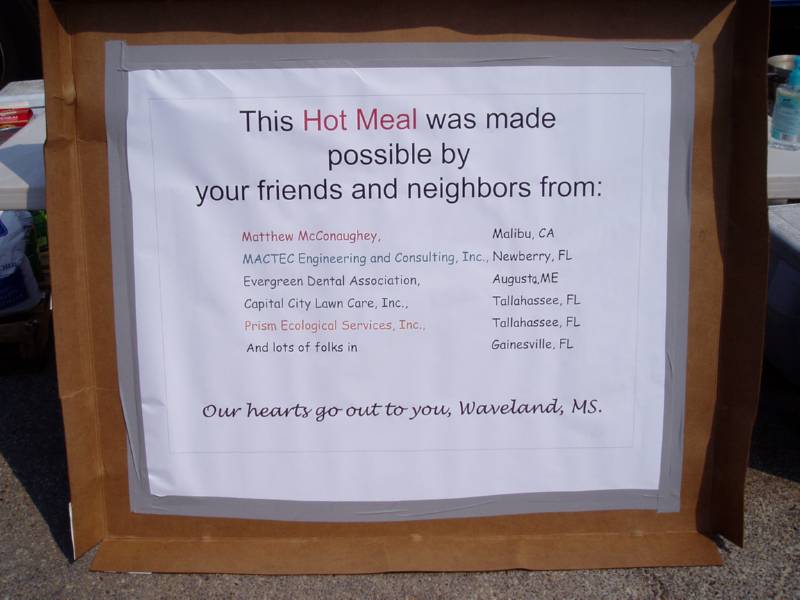 This Hot Meal was made
possible by
your friends and neighbors from:
Matthew McConaughey, Malibu, CA
MACTEC Engineering and Consulting, Inc., Newberry, FL
Evergreen Dental Association, Augusta,ME
Capital City Lawn Care, Inc., Tallahassee, FL
Prism Ecological Services, Inc., Tallahassee, FL
And lots of folks in Gainesville, FL
Our hearts go out to you, Waveland, MS.